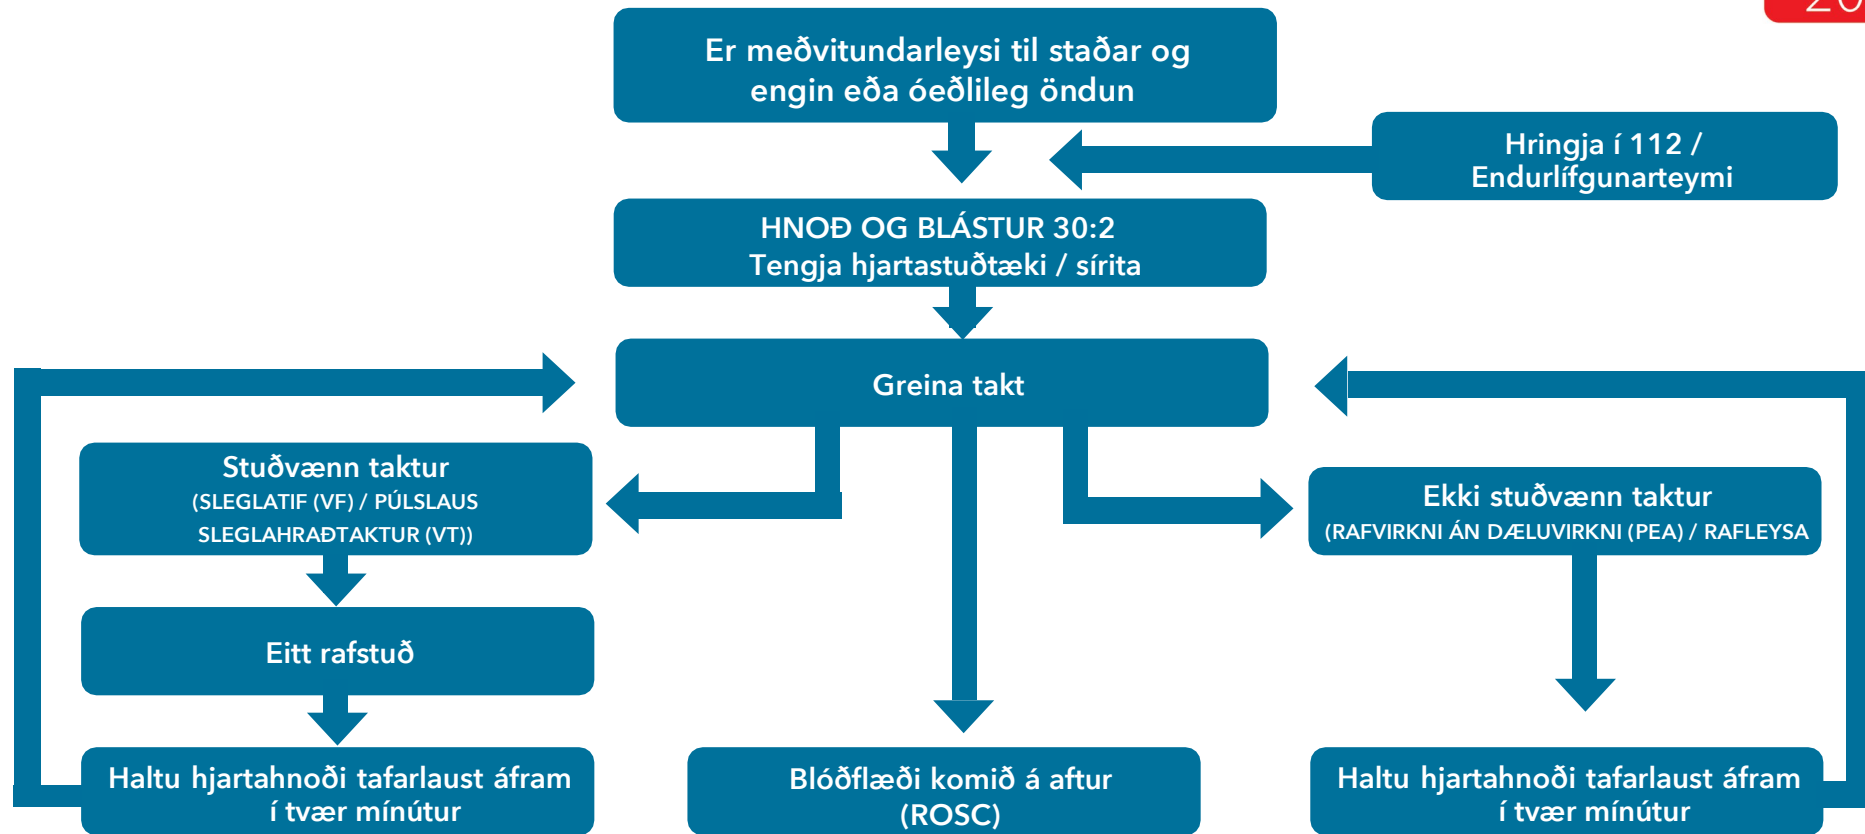 Er meðvitundarleysi til staðar og
engin eða óeðlileg öndun
Hringja í 112 /
Endurlífgunarteymi
HNOÐ OG BLÁSTUR 30:2
Tengja hjartastuðtæki / sírita
Greina takt
Stuðvænn taktur
(SLEGLATIF (VF) / PÚLSLAUS
SLEGLAHRAÐTAKTUR (VT))
Ekki stuðvænn taktur
(RAFVIRKNI ÁN DÆLUVIRKNI (PEA) / RAFLEYSA
Eitt rafstuð
Haltu hjartahnoði tafarlaust áfram
í tvær mínútur
Blóðflæði komið á aftur
(ROSC)
Haltu hjartahnoði tafarlaust áfram
í tvær mínútur